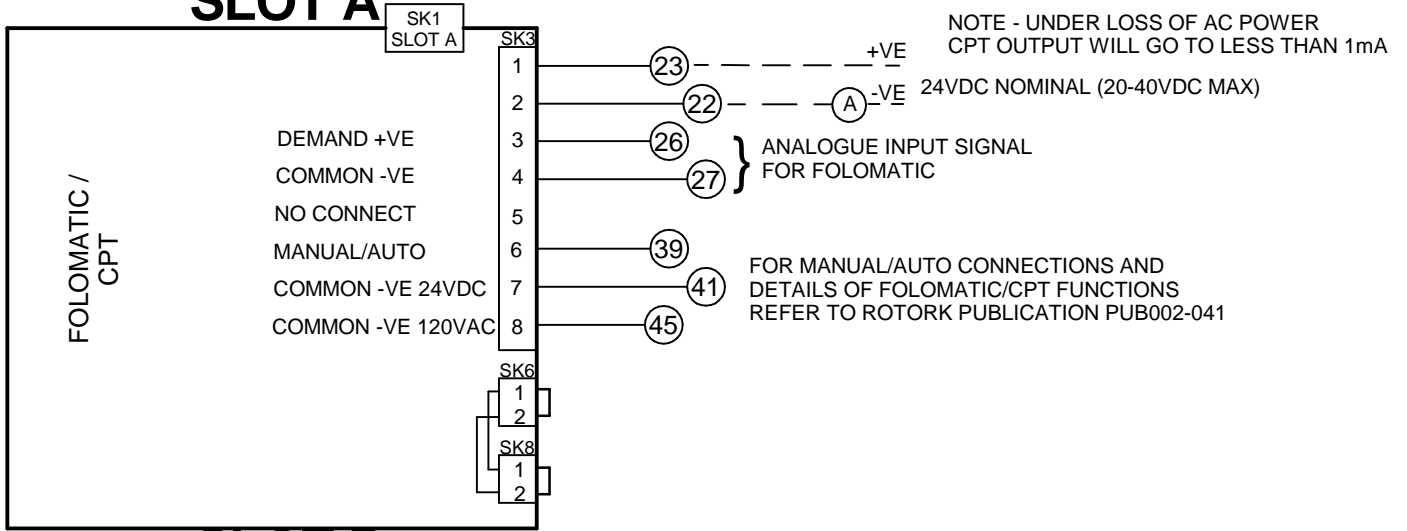 SLOT A
SK1
SLOT A
SK3
NOTE - UNDER LOSS OF AC POWER
CPT OUTPUT WILL GO TO LESS THAN 1mA
1
23
+VE
2
22
A
-VE
24VDC NOMINAL (20-40VDC MAX)
DEMAND +VE
3
26
ANALOGUE INPUT SIGNAL
FOR FOLOMATIC
COMMON -VE
4
27
NO CONNECT
5
MANUAL/AUTO
6
39
COMMON -VE 24VDC
7
41
FOR MANUAL/AUTO CONNECTIONS AND
DETAILS OF FOLOMATIC/CPT FUNCTIONS
REFER TO ROTORK PUBLICATION PUB002-041
COMMON -VE 120VAC
8
45
FOLOMATIC /
CPT
SK6
1
2
SK8
1
2